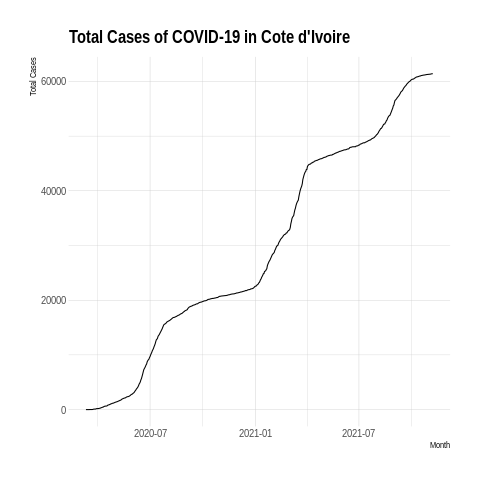 Total Cases of COVID-19 in Cote d'Ivoire
Total Cases
60000
40000
20000
0
2020-07 2021-01 2021-07
Month